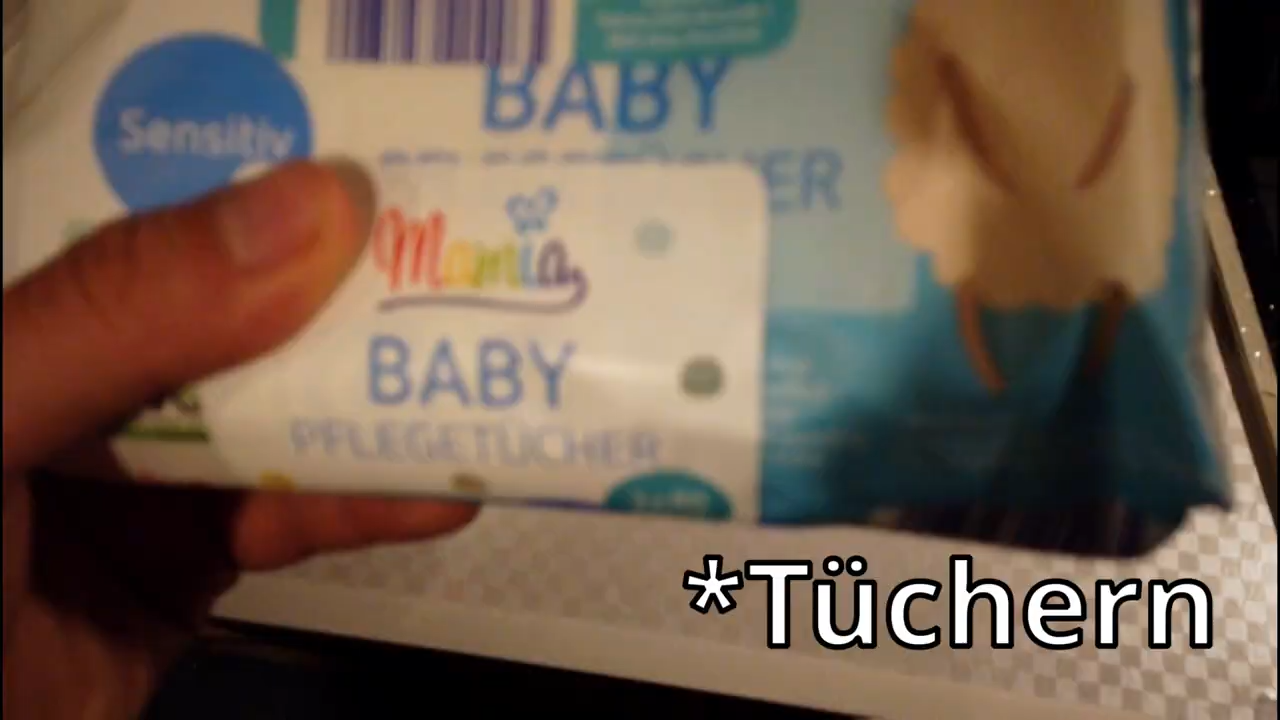 Sensitiv
BABY
Mamia
BABY
PFLEGETÜCHER
*Tüchern